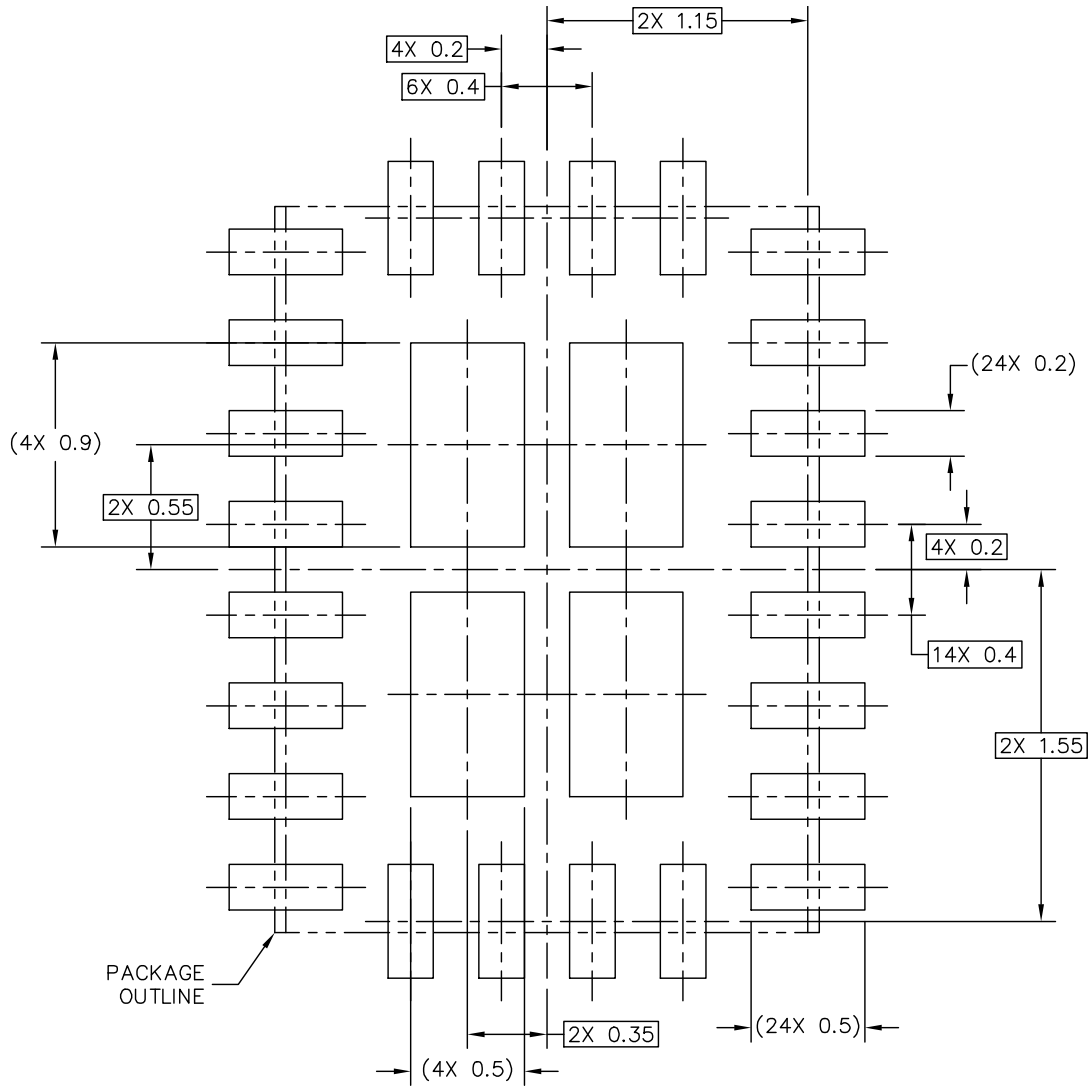 2X 1.15
4X 0.2
6X 0.4
(24X 0.2)
(4X 0.9)
2X 0.55
4X 0.2
14X 0.4
2X 1.55
PACKAGE
OUTLINE
2X 0.35
(24X 0.5)
(4X 0.5)